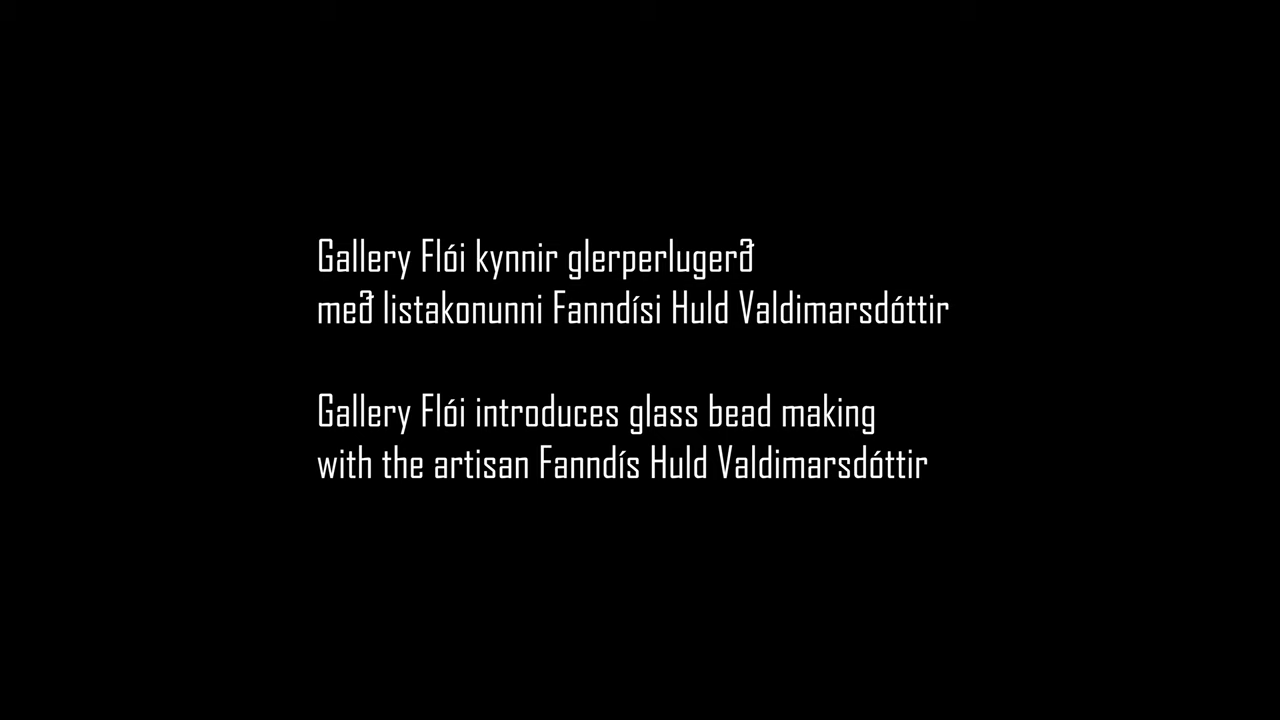 Gallery Flói kynnir glerperlugerð
með listakonunni Fanndísi Huld Valdimarsdóttir
Gallery Flói introduces glass bead making
with the artisan Fanndís Huld Valdimarsdóttir